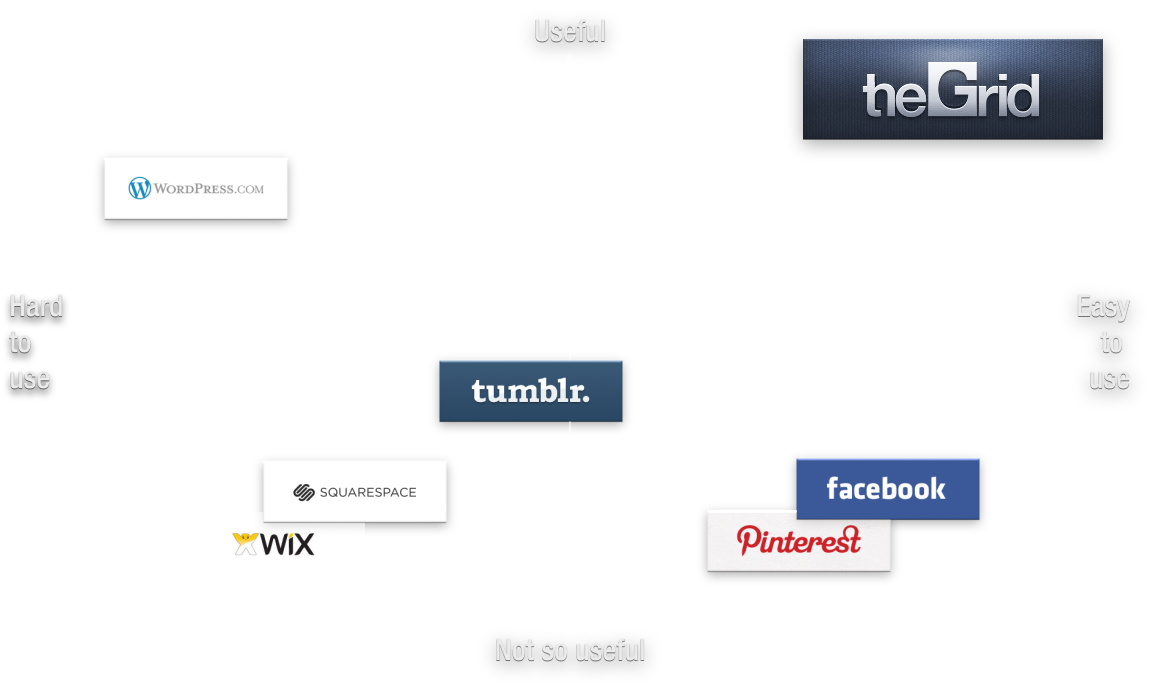 Useful
theGrid
WORDPRESS.COM
Hard
to
use
Easy
to
use
tumblr.
SQUARESPACE
facebook
WiX
Pinterest
Not so useful